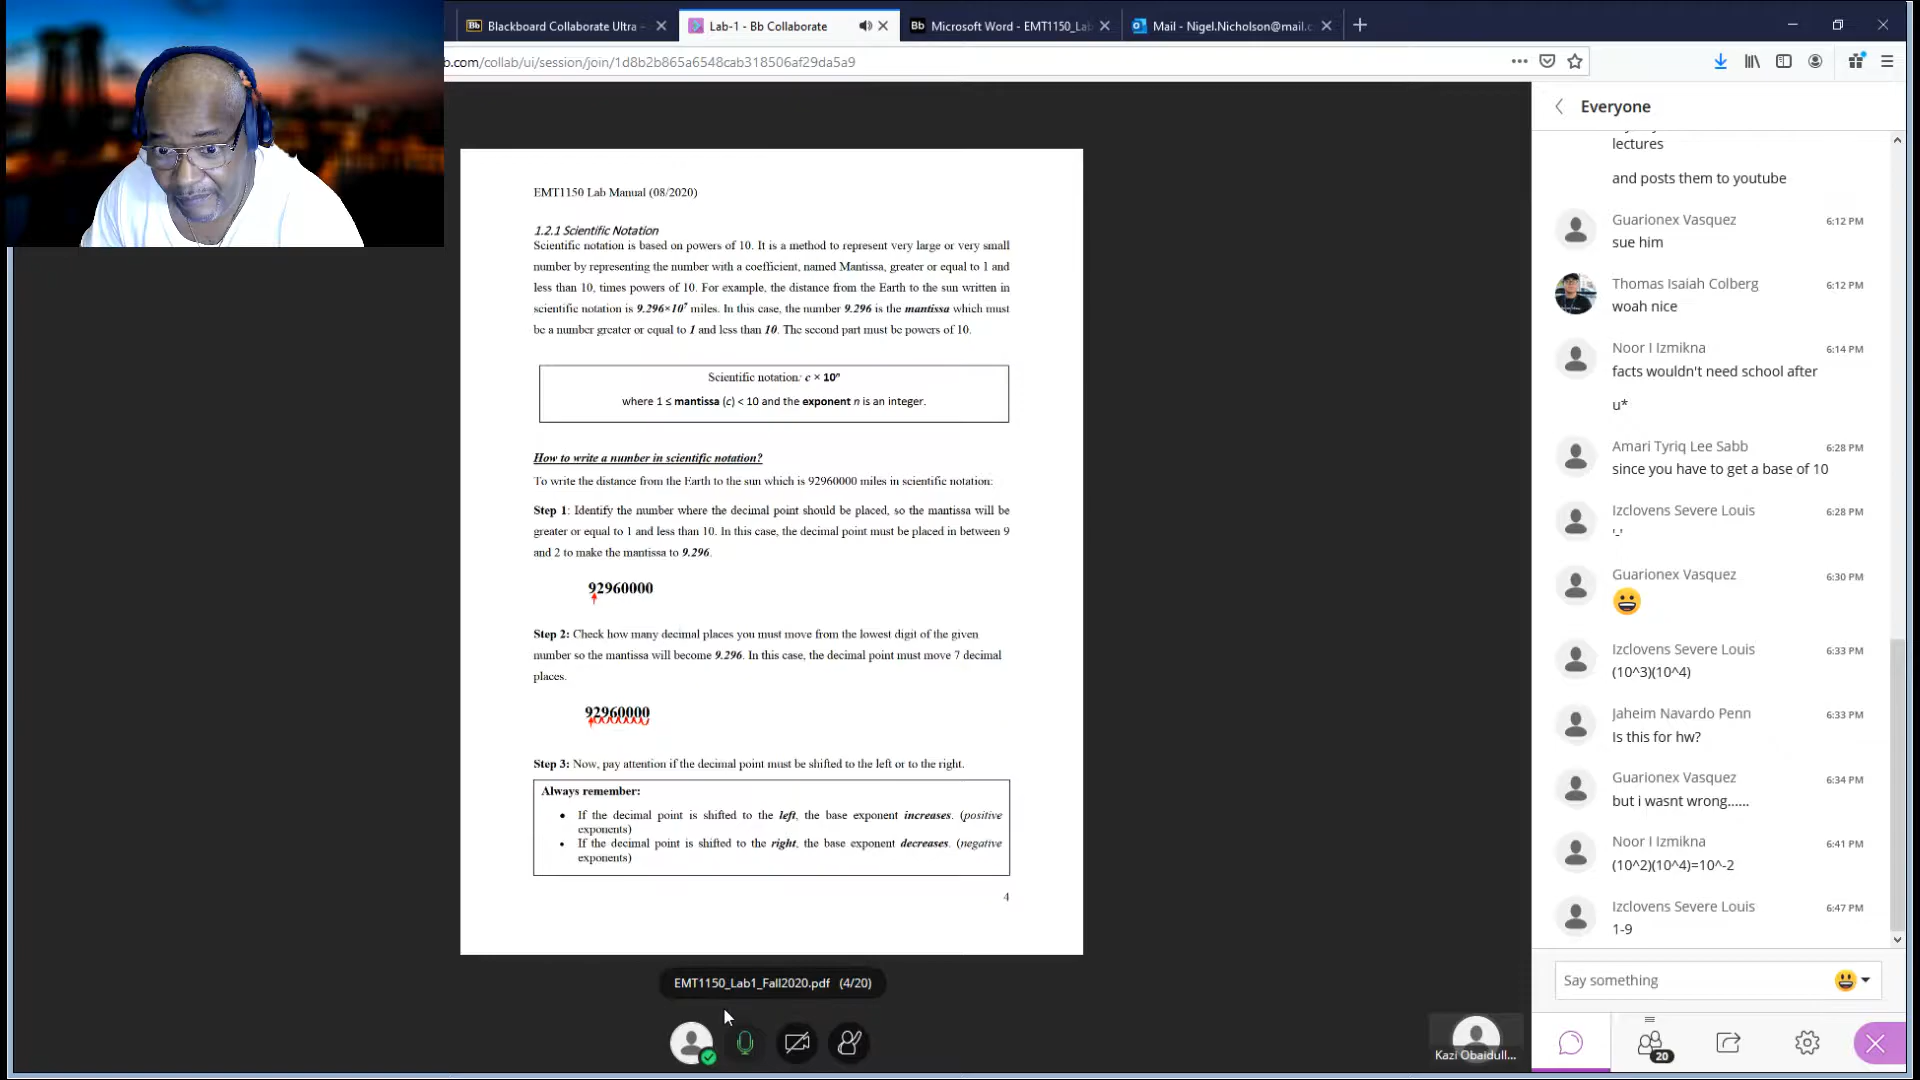 Blackboard Collaborate Ultra –
Lab-1 - Bb Collaborate
Microsoft Word - EMT1150_Lab
Mail - Nigel.Nicholson@mail.c
b.com/collab/ui/session/join/1d8b2b865a6548cab318506af29da5a9
EMT1150 Lab Manual (08/2020)
1.2.1 Scientific Notation
Scientific notation is based on powers of 10. It is a method to represent very large or very small
number by representing the number with a coefficient, named Mantissa, greater or equal to 1 and
less than 10, times powers of 10. For example, the distance from the Earth to the sun written in
scientific notation is 9.296×10⁷ miles. In this case, the number 9.296 is the mantissa which must
be a number greater or equal to 1 and less than 10. The second part must be powers of 10.
Scientific notation: c × 10ⁿ
where 1 ≤ mantissa (c) < 10 and the exponent n is an integer.
How to write a number in scientific notation?
To write the distance from the Earth to the sun which is 92960000 miles in scientific notation:
Step 1: Identify the number where the decimal point should be placed, so the mantissa will be
greater or equal to 1 and less than 10. In this case, the decimal point must be placed in between 9
and 2 to make the mantissa to 9.296.
92960000
Step 2: Check how many decimal places you must move from the lowest digit of the given
number so the mantissa will become 9.296. In this case, the decimal point must move 7 decimal
places.
92960000
Step 3: Now, pay attention if the decimal point must be shifted to the left or to the right.
Always remember:
• If the decimal point is shifted to the left, the base exponent increases. (positive
exponents)
• If the decimal point is shifted to the right, the base exponent decreases. (negative
exponents)
4
EMT1150_Lab1_Fall2020.pdf (4/20)
Kazi Obaidull...
Everyone
lectures
and posts them to youtube
Guarionex Vasquez 6:12 PM
sue him
Thomas Isaiah Colberg 6:12 PM
woah nice
Noor I Izmikna 6:14 PM
facts wouldn't need school after
u*
Amari Tyriq Lee Sabb 6:28 PM
since you have to get a base of 10
Izclovens Severe Louis 6:28 PM
'-'
Guarionex Vasquez 6:30 PM
😀
Izclovens Severe Louis 6:33 PM
(10^3)(10^4)
Jaheim Navardo Penn 6:33 PM
Is this for hw?
Guarionex Vasquez 6:34 PM
but i wasnt wrong......
Noor I Izmikna 6:41 PM
(10^2)(10^4)=10^-2
Izclovens Severe Louis 6:47 PM
1-9
Say something
20